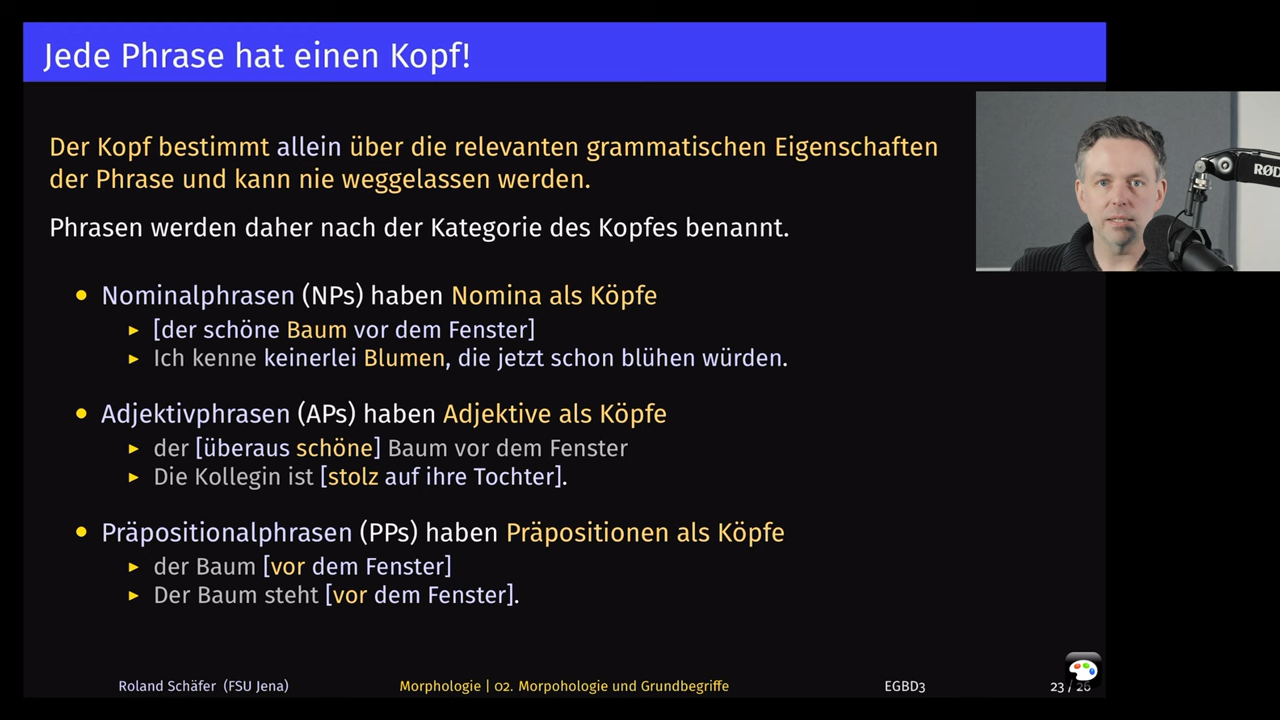 Jede Phrase hat einen Kopf!
Der Kopf bestimmt allein über die relevanten grammatischen Eigenschaften
der Phrase und kann nie weggelassen werden.
Phrasen werden daher nach der Kategorie des Kopfes benannt.
• Nominalphrasen (NPs) haben Nomina als Köpfe
▸ [der schöne Baum vor dem Fenster]
▸ Ich kenne keinerlei Blumen, die jetzt schon blühen würden.
• Adjektivphrasen (APs) haben Adjektive als Köpfe
▸ der [überaus schöne] Baum vor dem Fenster
▸ Die Kollegin ist [stolz auf ihre Tochter].
• Präpositionalphrasen (PPs) haben Präpositionen als Köpfe
▸ der Baum [vor dem Fenster]
▸ Der Baum steht [vor dem Fenster].
Roland Schäfer (FSU Jena)
Morphologie | 02. Morpohologie und Grundbegriffe
EGBD3
23 / 26
RØD